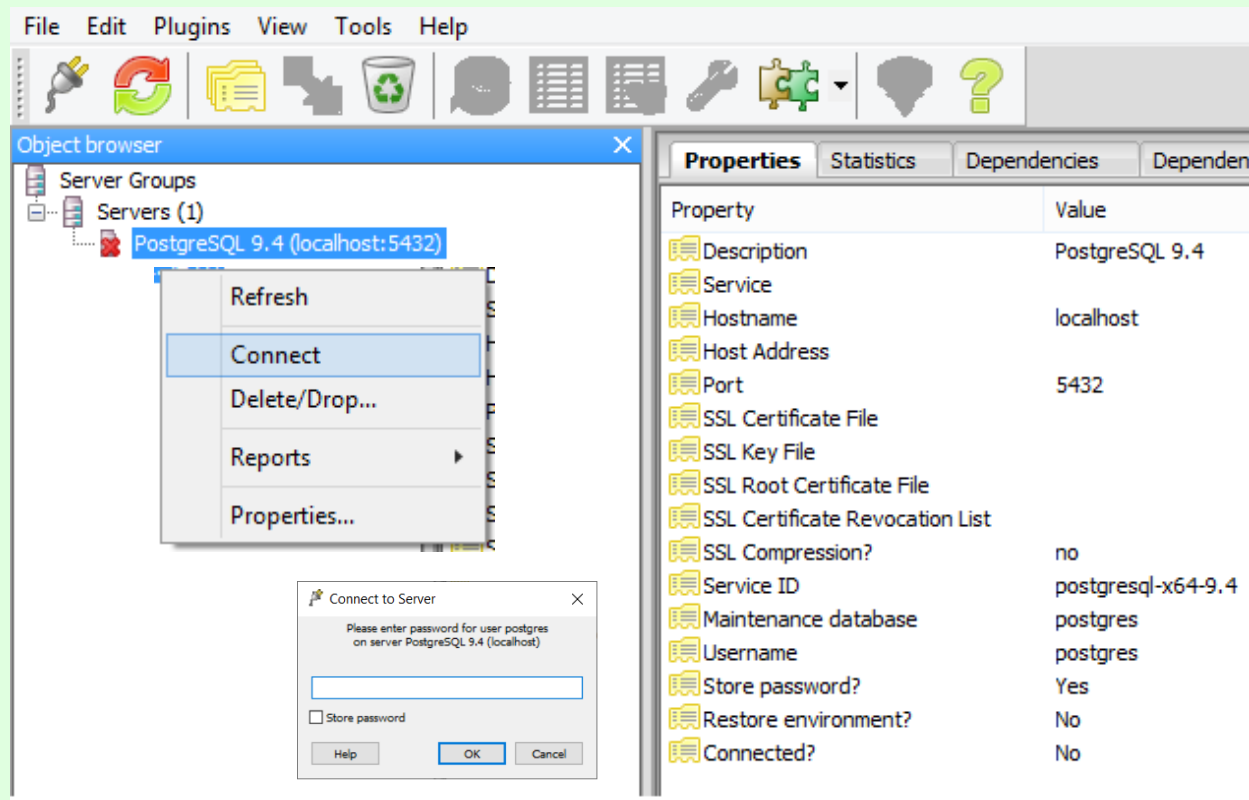 File Edit Plugins View Tools Help
Object browser
Server Groups
Servers (1)
PostgreSQL 9.4 (localhost:5432)
Refresh
Connect
Delete/Drop...
Reports
Properties...
Connect to Server
Please enter password for user postgres
on server PostgreSQL 9.4 (localhost)
Store password
Help OK Cancel
Properties Statistics Dependencies Dependen
Property Value
Description PostgreSQL 9.4
Service
Hostname localhost
Host Address
Port 5432
SSL Certificate File
SSL Key File
SSL Root Certificate File
SSL Certificate Revocation List
SSL Compression? no
Service ID postgresql-x64-9.4
Maintenance database postgres
Username postgres
Store password? Yes
Restore environment? No
Connected? No